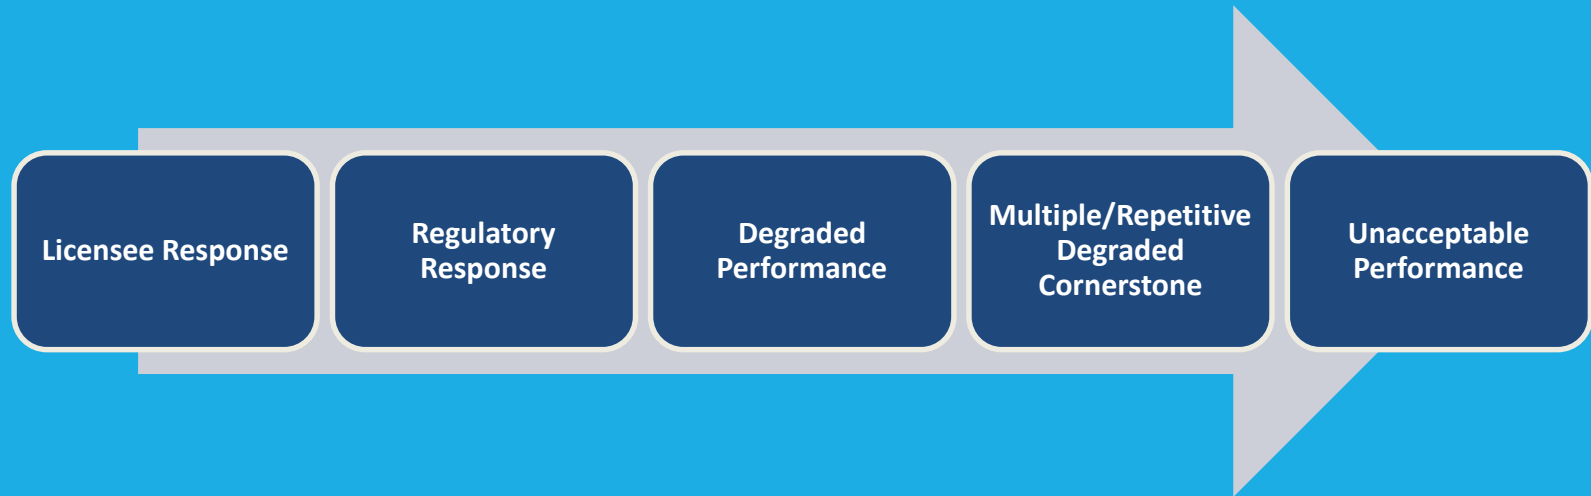 Licensee Response
Regulatory
Response
Degraded
Performance
Multiple/Repetitive
Degraded
Cornerstone
Unacceptable
Performance